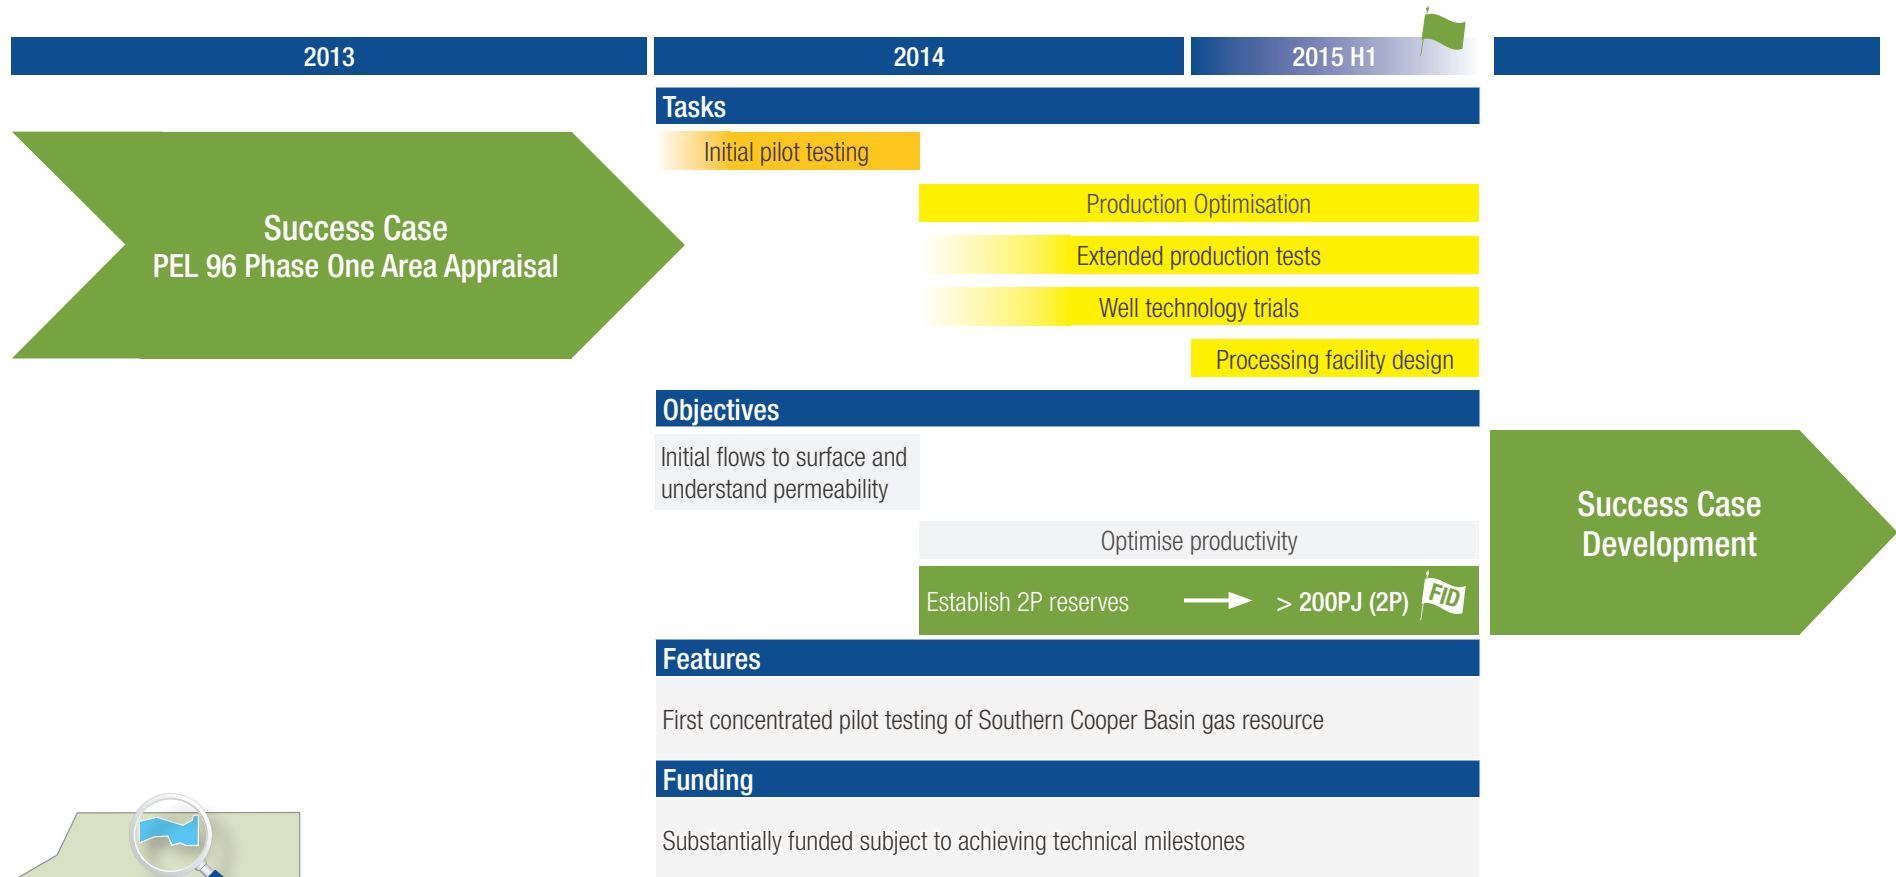 2013
2014
2015 H1
Tasks
Initial pilot testing
Production Optimisation
Extended production tests
Well technology trials
Processing facility design
Success Case
PEL 96 Phase One Area Appraisal
Objectives
Initial flows to surface and
understand permeability
Optimise productivity
Establish 2P reserves > 200PJ (2P) FID
Success Case
Development
Features
First concentrated pilot testing of Southern Cooper Basin gas resource
Funding
Substantially funded subject to achieving technical milestones